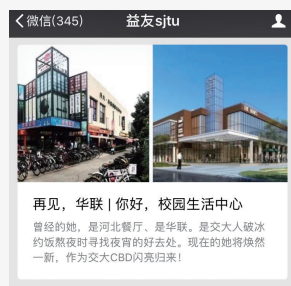 微信(345)
益友sjtu
再见，华联 | 你好，校园生活中心
曾经的她，是河北餐厅、是华联。是交大人破冰
约饭熬夜时寻找夜宵的好去处。现在的她将焕然
一新，作为交大CBD闪亮归来！